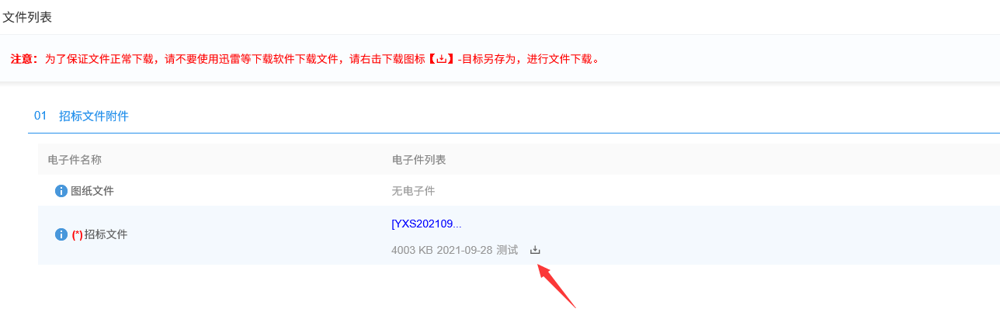 文件列表
注意：为了保证文件正常下载，请不要使用迅雷等下载软件下载文件，请右击下载图标【】-目标另存为，进行文件下载。
01 招标文件附件
电子件名称 电子件列表
图纸文件 无电子件
(*)招标文件 [YXS202109...
4003 KB 2021-09-28 测试